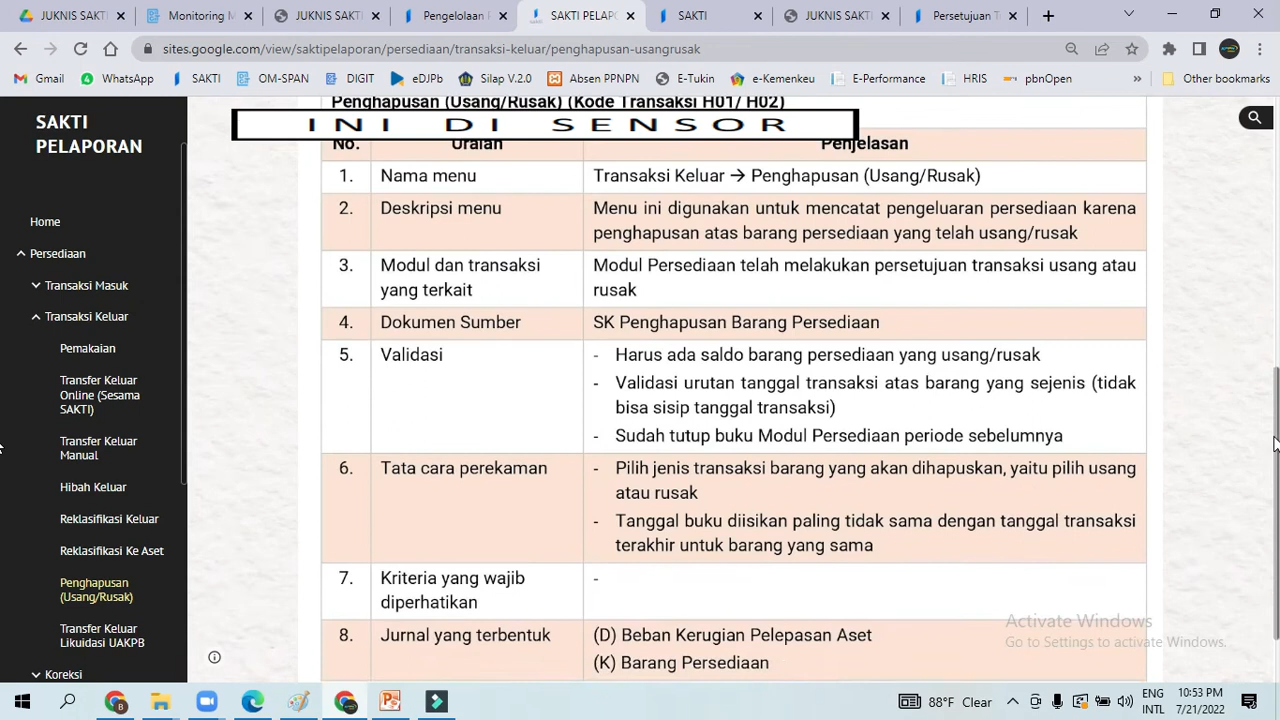 JUKNIS SAKTI
Monitoring M
JUKNIS SAKTI
Pengelolaan P
SAKTI PELAPO
SAKTI
JUKNIS SAKTI
Persetujuan T
sites.google.com/view/saktipelaporan/persediaan/transaksi-keluar/penghapusan-usangrusak
Gmail
WhatsApp
SAKTI
OM-SPAN
DIGIT
eDJPb
Silap V.2.0
Absen PPNPN
E-Tukin
e-Kemenkeu
E-Performance
HRIS
pbnOpen
»
Other bookmarks
SAKTI
PELAPORAN
Home
Persediaan
Transaksi Masuk
Transaksi Keluar
Pemakaian
Transfer Keluar
Online (Sesama
SAKTI)
Transfer Keluar
Manual
Hibah Keluar
Reklasifikasi Keluar
Reklasifikasi Ke Aset
Penghapusan
(Usang/Rusak)
Transfer Keluar
Likuidasi UAKPB
Koreksi
Penghapusan (Usang/Rusak) (Kode Transaksi H01/ H02)
INI DI SENSOR
No. Uraian Penjelasan
1. Nama menu Transaksi Keluar → Penghapusan (Usang/Rusak)
2. Deskripsi menu Menu ini digunakan untuk mencatat pengeluaran persediaan karena
penghapusan atas barang persediaan yang telah usang/rusak
3. Modul dan transaksi Modul Persediaan telah melakukan persetujuan transaksi usang atau
yang terkait rusak
4. Dokumen Sumber SK Penghapusan Barang Persediaan
5. Validasi - Harus ada saldo barang persediaan yang usang/rusak
- Validasi urutan tanggal transaksi atas barang yang sejenis (tidak
bisa sisip tanggal transaksi)
- Sudah tutup buku Modul Persediaan periode sebelumnya
6. Tata cara perekaman - Pilih jenis transaksi barang yang akan dihapuskan, yaitu pilih usang
atau rusak
- Tanggal buku diisikan paling tidak sama dengan tanggal transaksi
terakhir untuk barang yang sama
7. Kriteria yang wajib -
diperhatikan
8. Jurnal yang terbentuk (D) Beban Kerugian Pelepasan Aset
(K) Barang Persediaan
Activate Windows
Go to Settings to activate Windows.
88°F Clear
ENG
INTL
10:53 PM
7/21/2022